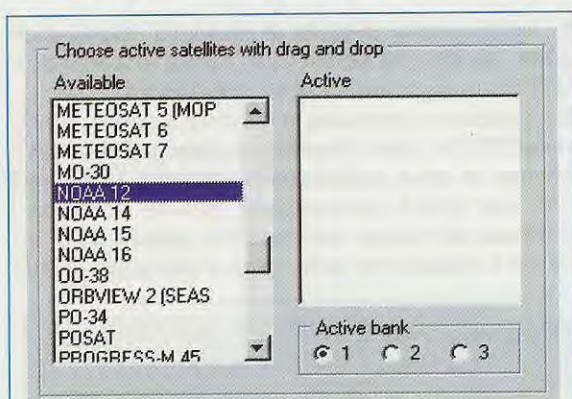 Choose active satellites with drag and drop
Available
METEOSAT 5 (MOP
METEOSAT 6
METEOSAT 7
MO-30
NOAA 12
NOAA 14
NOAA 15
NOAA 16
OO-38
ORBVIEW 2 (SEAS
PO-34
POSAT
PROGRESS-M 45
Active
Active bank
1 2 3